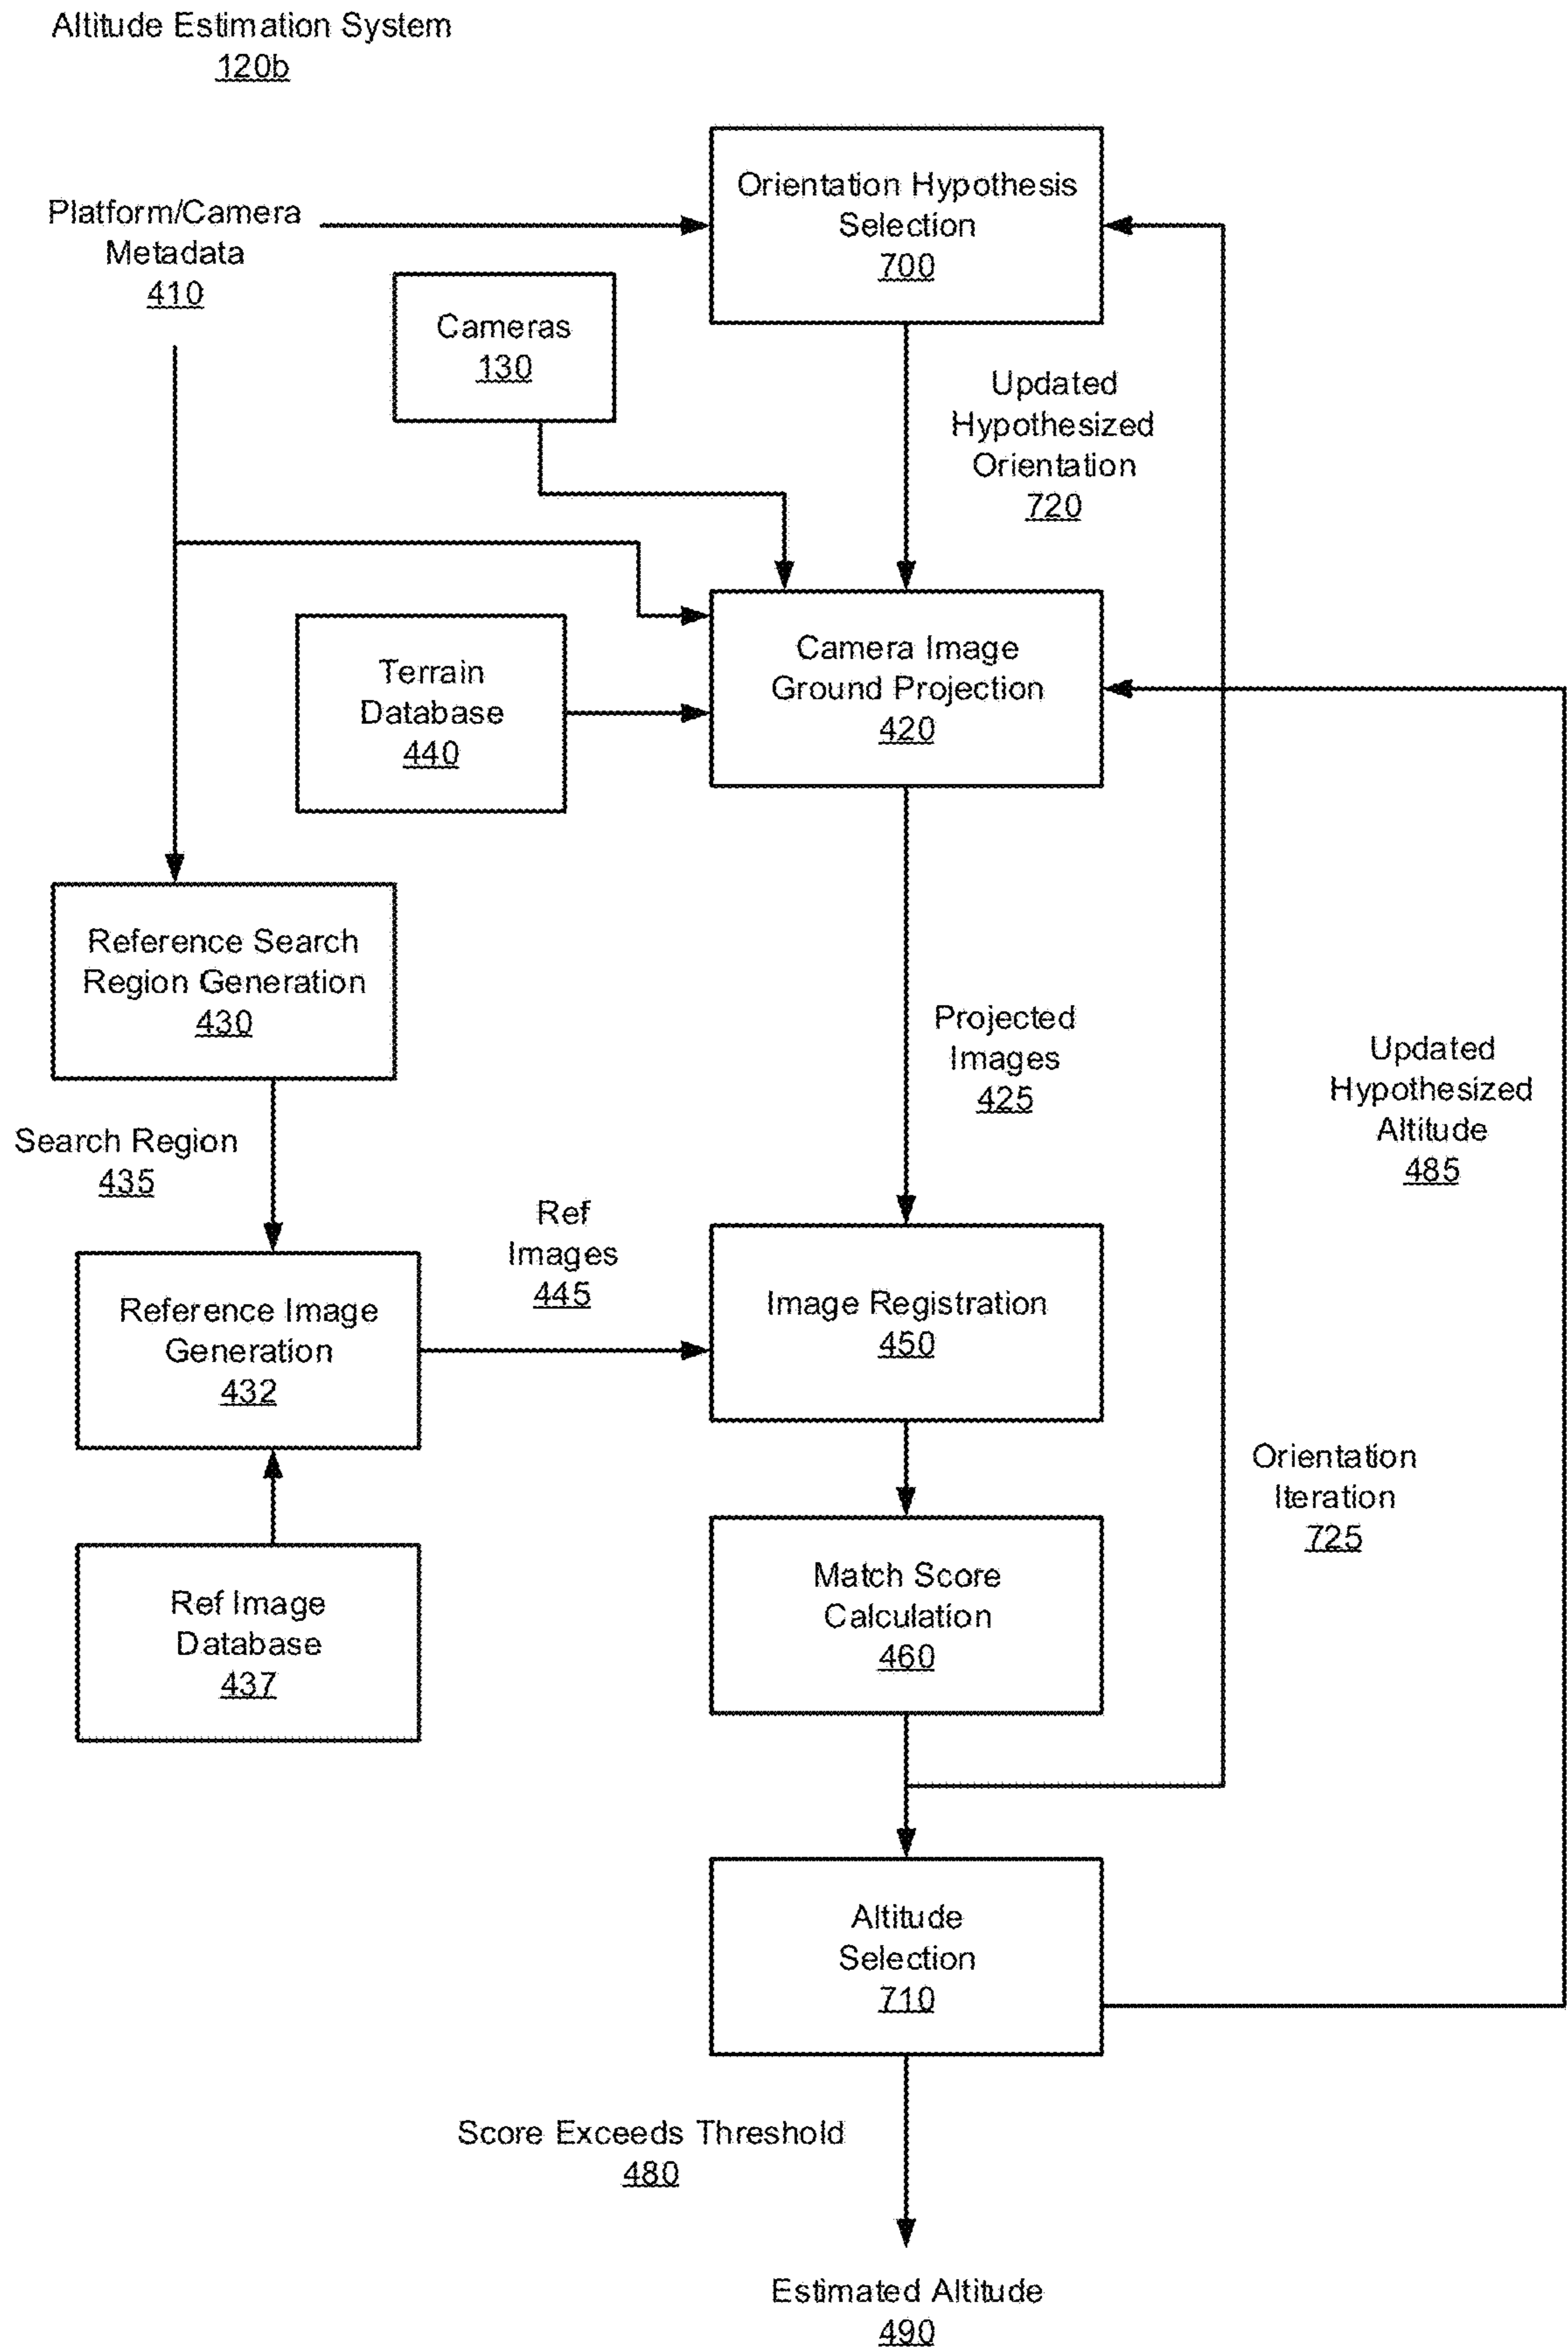 Altitude Estimation System
120b
Orientation Hypothesis
Selection
700
Platform/Camera
Metadata
410
Cameras
130
Updated
Hypothesized
Orientation
720
Camera Image
Ground Projection
420
Terrain
Database
440
Reference Search
Region Generation
430
Projected
Images
425
Updated
Hypothesized
Altitude
485
Search Region
435
Ref
Images
445
Reference Image
Generation
432
Image Registration
450
Orientation
Iteration
725
Ref Image
Database
437
Match Score
Calculation
460
Altitude
Selection
710
Score Exceeds Threshold
480
Estimated Altitude
490